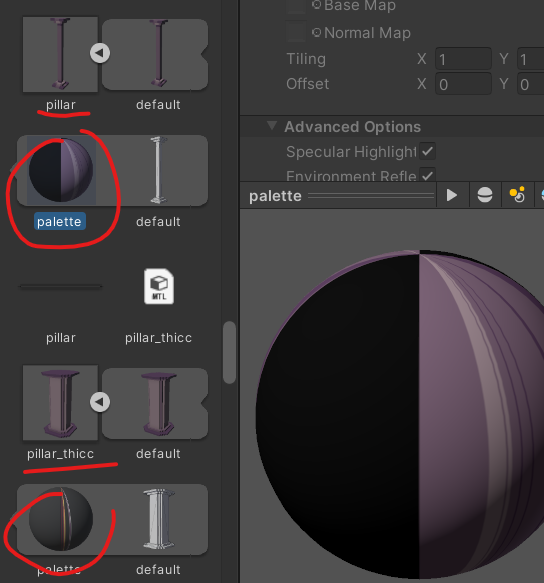 Base Map
Normal Map
Tiling X 1 Y 1
Offset X 0 Y 0
pillar default
Advanced Options
Specular Highlight
Environment Refle
palette
palette default
MTL
pillar pillar_thicc
pillar_thicc default
palette default